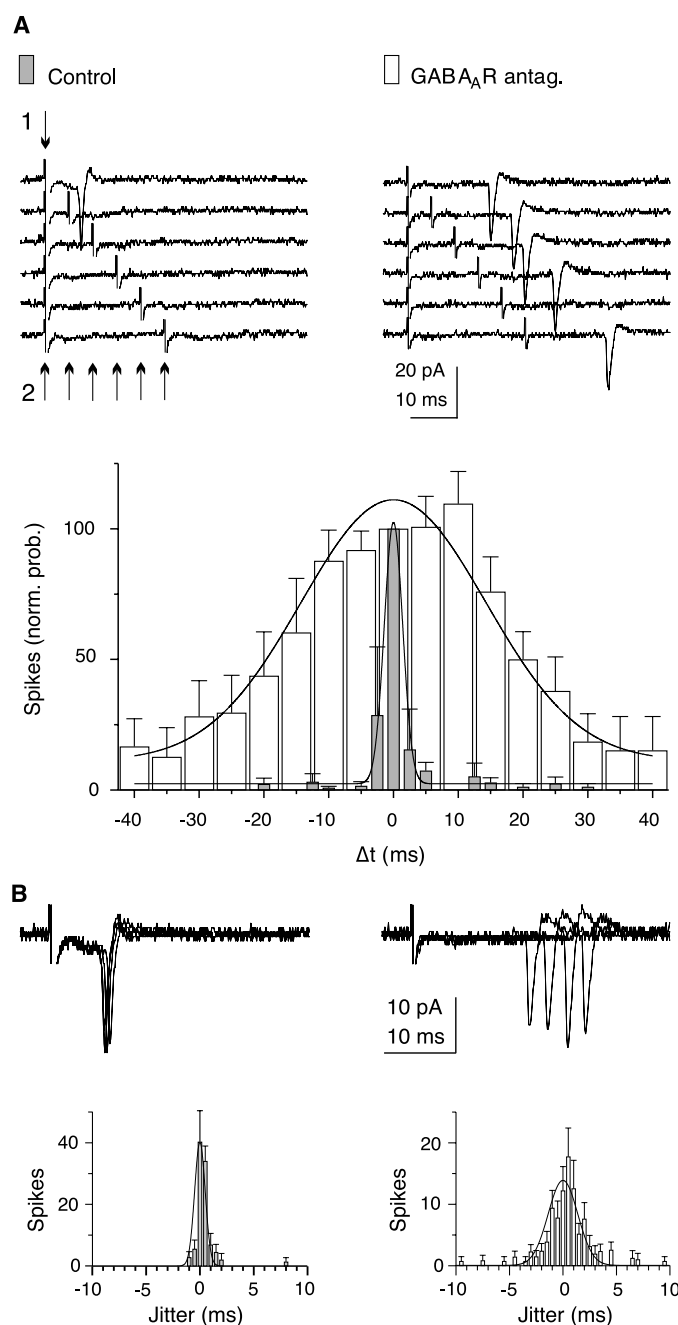 A
Control
GABA_AR antag.
1
2
20 pA
10 ms
Spikes (norm. prob.)
100
50
0
-40 -30 -20 -10 0 10 20 30 40
Δt (ms)
B
10 pA
10 ms
Spikes
40
20
0
-10 -5 0 5 10
Jitter (ms)
Spikes
20
10
0
-10 -5 0 5 10
Jitter (ms)